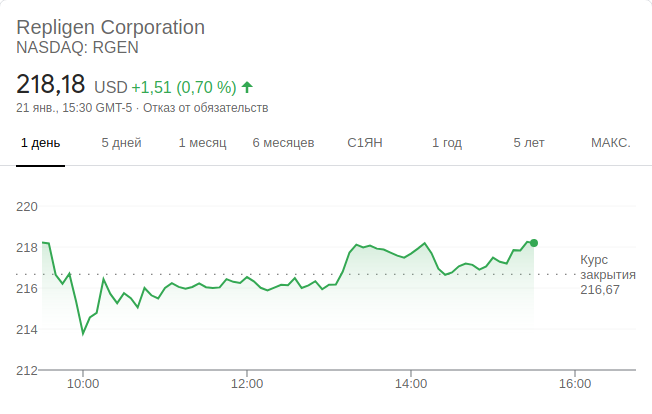 Repligen Corporation
NASDAQ: RGEN
218,18 USD +1,51 (0,70 %)
21 янв., 15:30 GMT-5 · Отказ от обязательств
1 день 5 дней 1 месяц 6 месяцев С1ЯН 1 год 5 лет МАКС.
220
218
Курс
закрытия
216,67
216
214
212
10:00 12:00 14:00 16:00